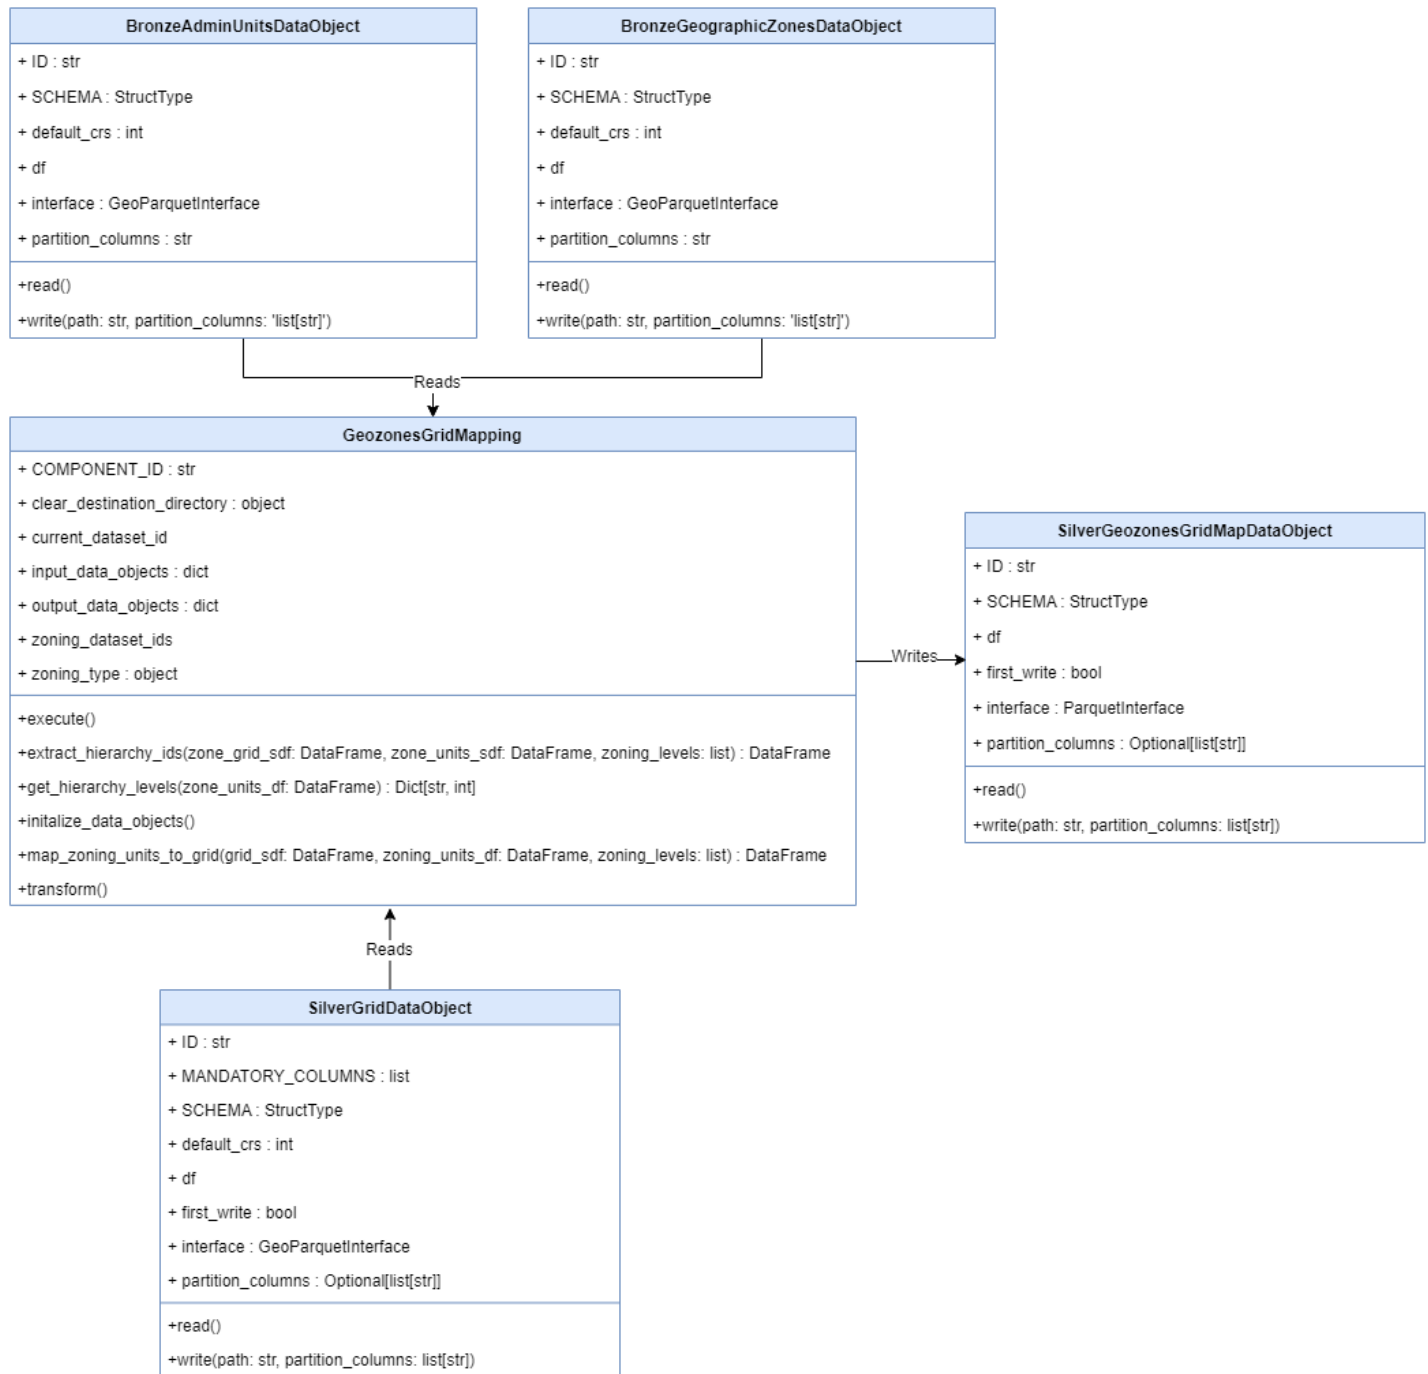 BronzeAdminUnitsDataObject
+ ID : str
+ SCHEMA : StructType
+ default_crs : int
+ df
+ interface : GeoParquetInterface
+ partition_columns : str
+read()
+write(path: str, partition_columns: 'list[str]')
BronzeGeographicZonesDataObject
+ ID : str
+ SCHEMA : StructType
+ default_crs : int
+ df
+ interface : GeoParquetInterface
+ partition_columns : str
+read()
+write(path: str, partition_columns: 'list[str]')
Reads
GeozonesGridMapping
+ COMPONENT_ID : str
+ clear_destination_directory : object
+ current_dataset_id
+ input_data_objects : dict
+ output_data_objects : dict
+ zoning_dataset_ids
+ zoning_type : object
+execute()
+extract_hierarchy_ids(zone_grid_sdf: DataFrame, zone_units_sdf: DataFrame, zoning_levels: list) : DataFrame
+get_hierarchy_levels(zone_units_df: DataFrame) : Dict[str, int]
+initalize_data_objects()
+map_zoning_units_to_grid(grid_sdf: DataFrame, zoning_units_df: DataFrame, zoning_levels: list) : DataFrame
+transform()
Writes
SilverGeozonesGridMapDataObject
+ ID : str
+ SCHEMA : StructType
+ df
+ first_write : bool
+ interface : ParquetInterface
+ partition_columns : Optional[list[str]]
+read()
+write(path: str, partition_columns: list[str])
Reads
SilverGridDataObject
+ ID : str
+ MANDATORY_COLUMNS : list
+ SCHEMA : StructType
+ default_crs : int
+ df
+ first_write : bool
+ interface : GeoParquetInterface
+ partition_columns : Optional[list[str]]
+read()
+write(path: str, partition_columns: list[str])